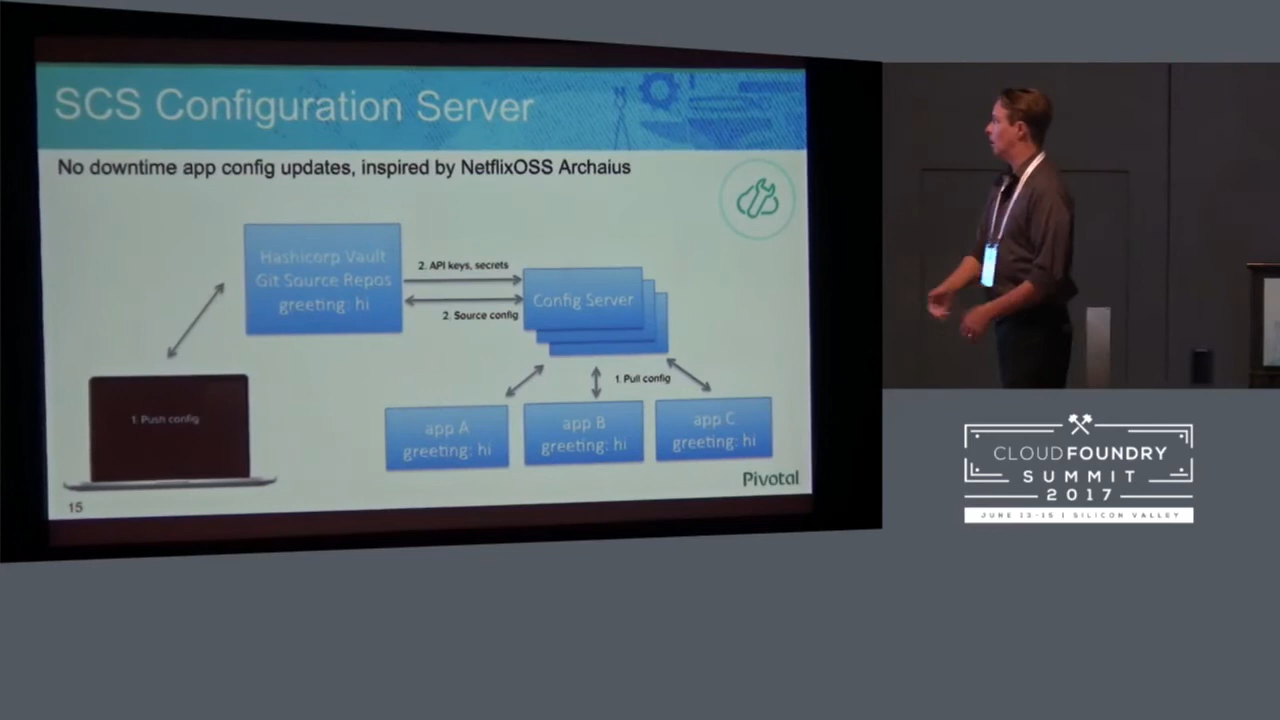 SCS Configuration Server
No downtime app config updates, inspired by NetflixOSS Archaius
Hashicorp Vault
Git Source Repos
greeting: hi
2. API keys, secrets
2. Source config
Config Server
1. Push config
1. Pull config
app A
greeting: hi
app B
greeting: hi
app C
greeting: hi
Pivotal
15
CLOUDFOUNDRY
SUMMIT
2017
JUNE 13-15 | SILICON VALLEY